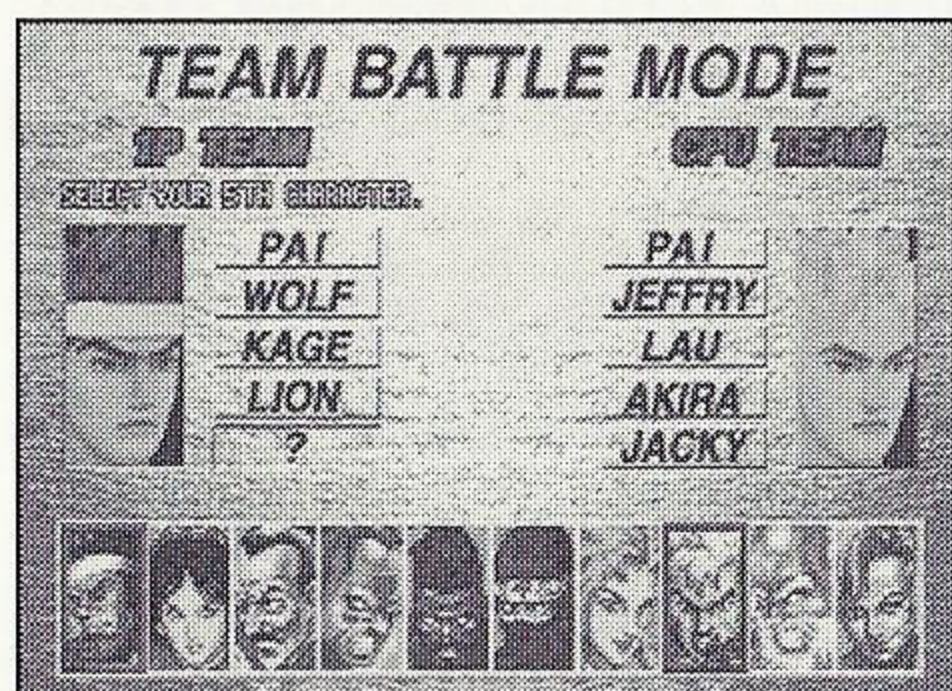 TEAM BATTLE MODE
1P TEAM
CPU TEAM
SELECT YOUR 5TH CHARACTER.
PAI
WOLF
KAGE
LION
?
PAI
JEFFRY
LAU
AKIRA
JACKY